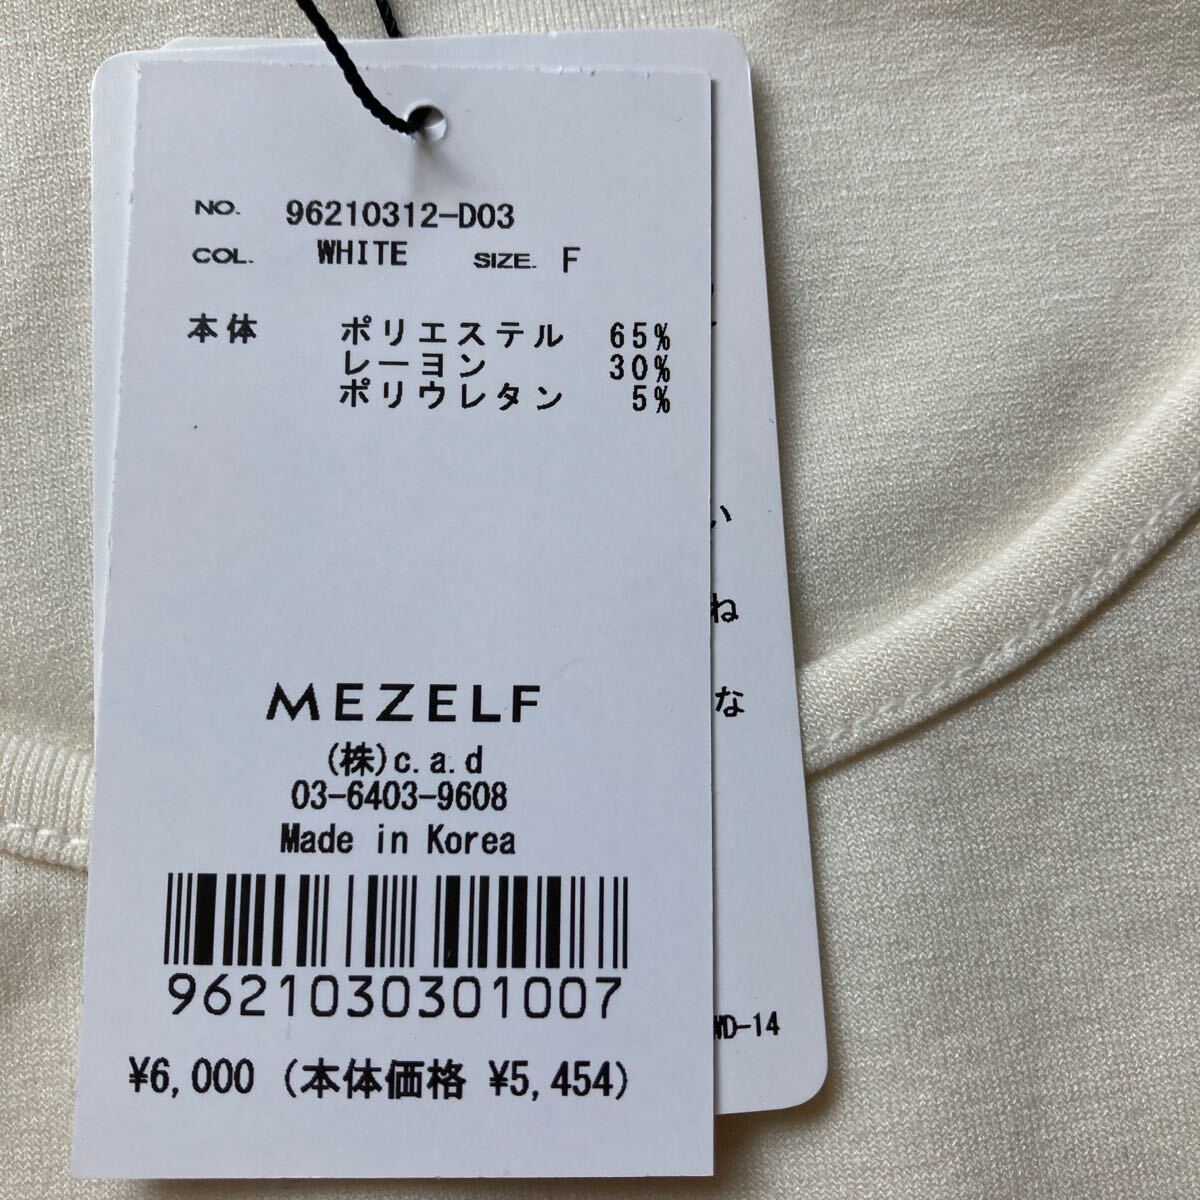 NO. 96210312-D03
COL. WHITE SIZE. F
本体 ポリエステル 65%
レーヨン 30%
ポリウレタン 5%
い
ね
な
MEZELF
(株)c.a.d
03-6403-9608
Made in Korea
9621030301007
WD-14
¥6,000 (本体価格 ¥5,454)